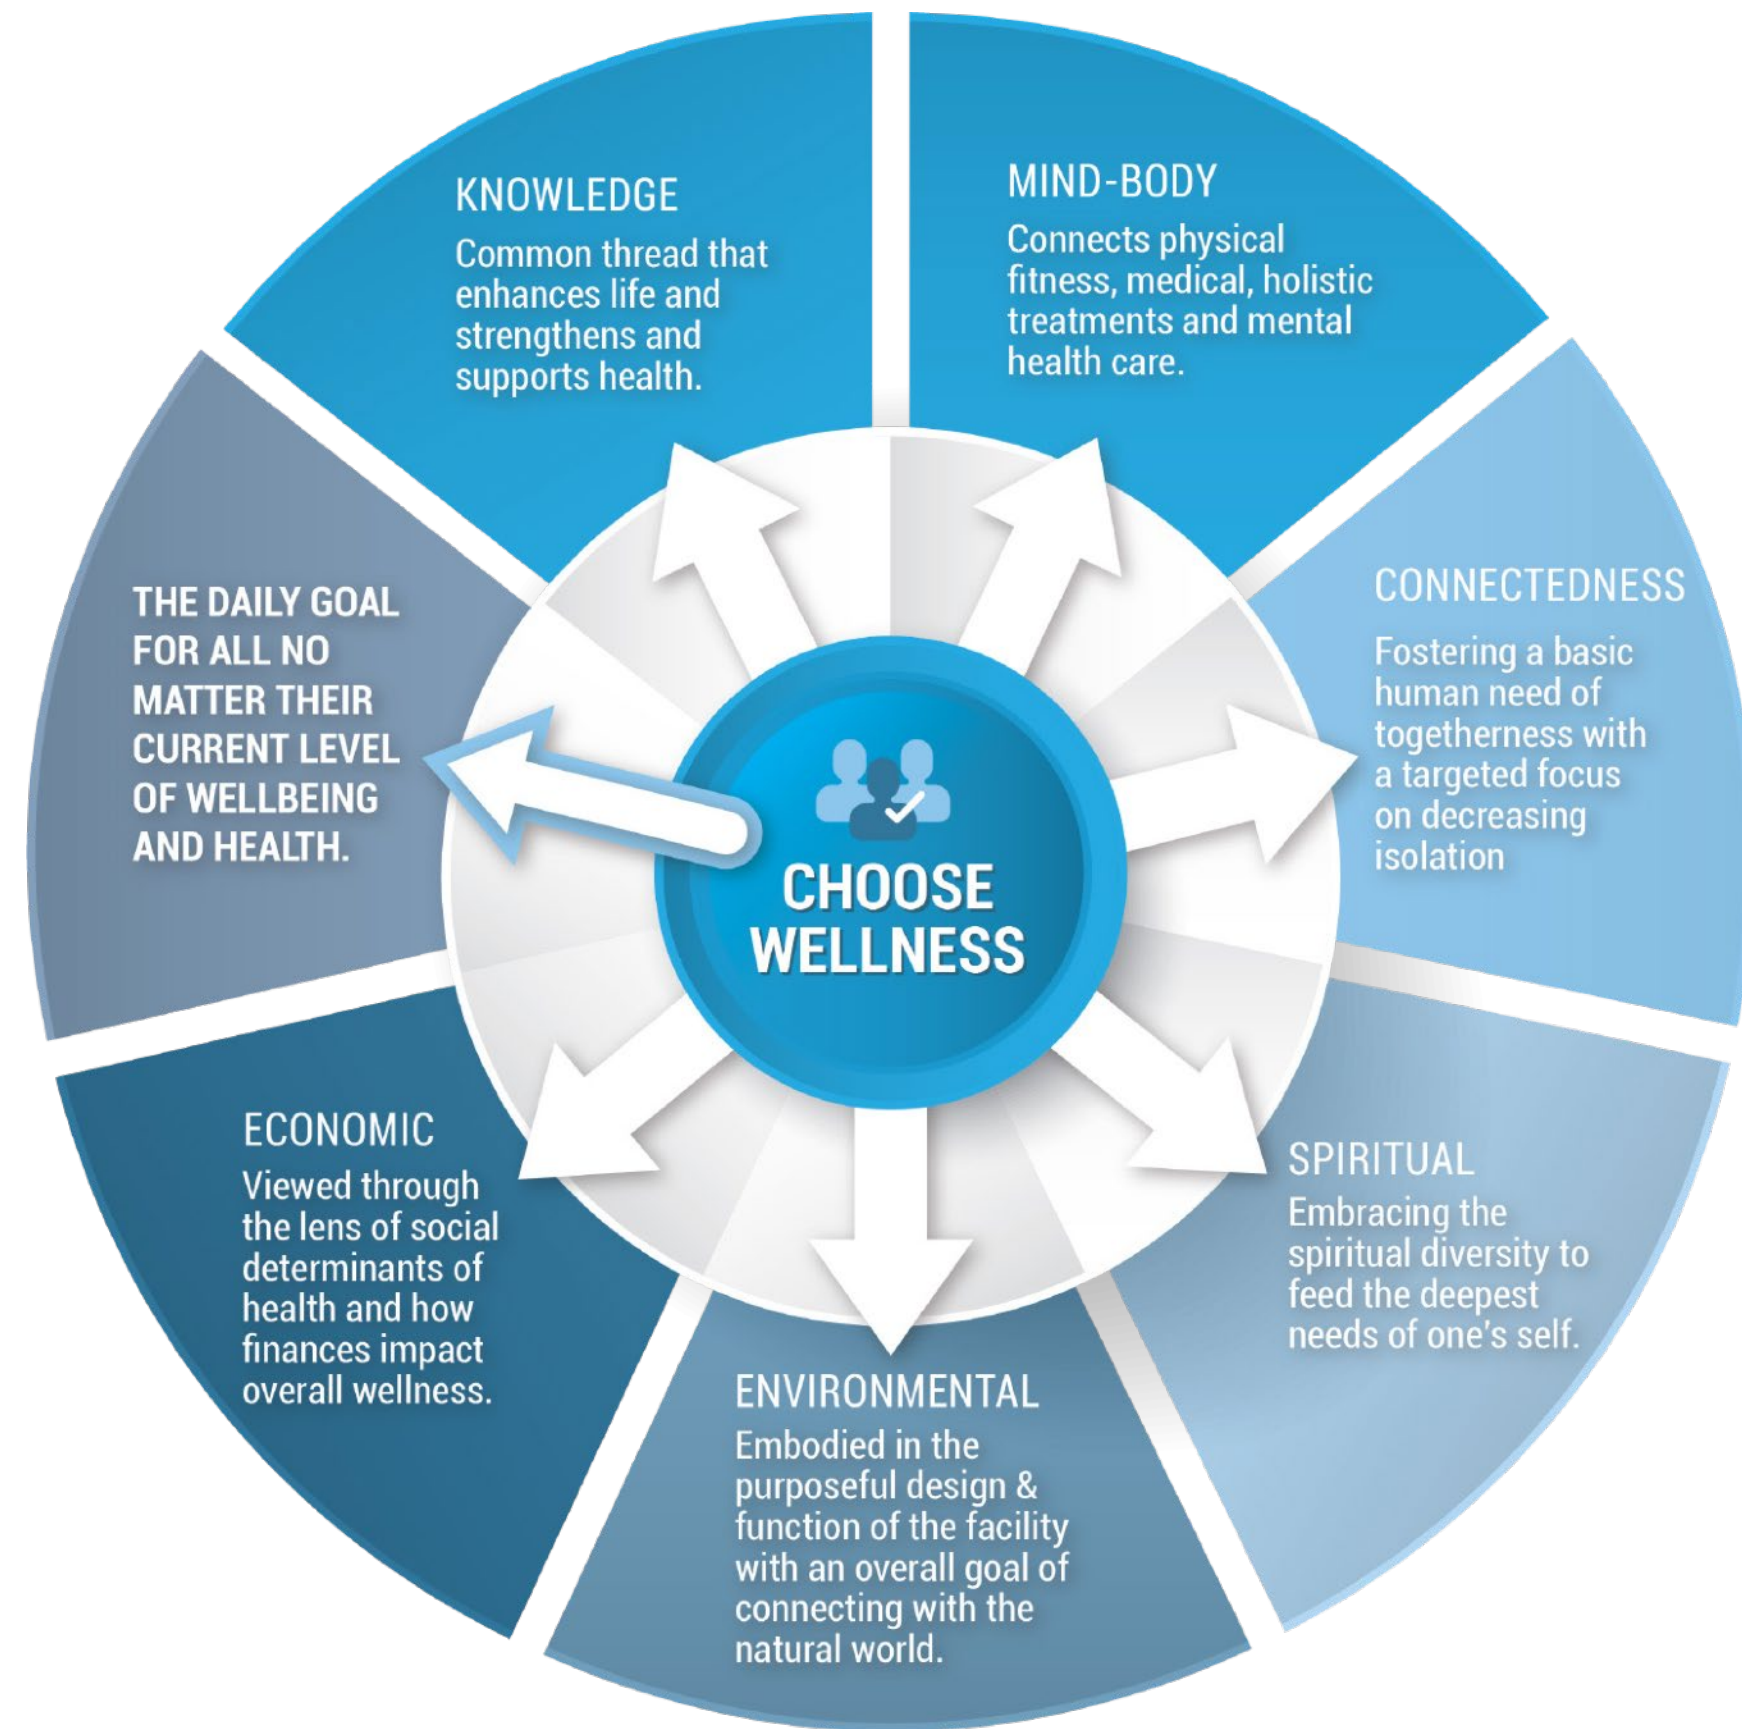 KNOWLEDGE
Common thread that
enhances life and
strengthens and
supports health.
MIND-BODY
Connects physical
fitness, medical, holistic
treatments and mental
health care.
CONNECTEDNESS
Fostering a basic
human need of
togetherness with
a targeted focus
on decreasing
isolation
SPIRITUAL
Embracing the
spiritual diversity to
feed the deepest
needs of one's self.
ENVIRONMENTAL
Embodied in the
purposeful design &
function of the facility
with an overall goal of
connecting with the
natural world.
ECONOMIC
Viewed through
the lens of social
determinants of
health and how
finances impact
overall wellness.
THE DAILY GOAL
FOR ALL NO
MATTER THEIR
CURRENT LEVEL
OF WELLBEING
AND HEALTH.
CHOOSE
WELLNESS